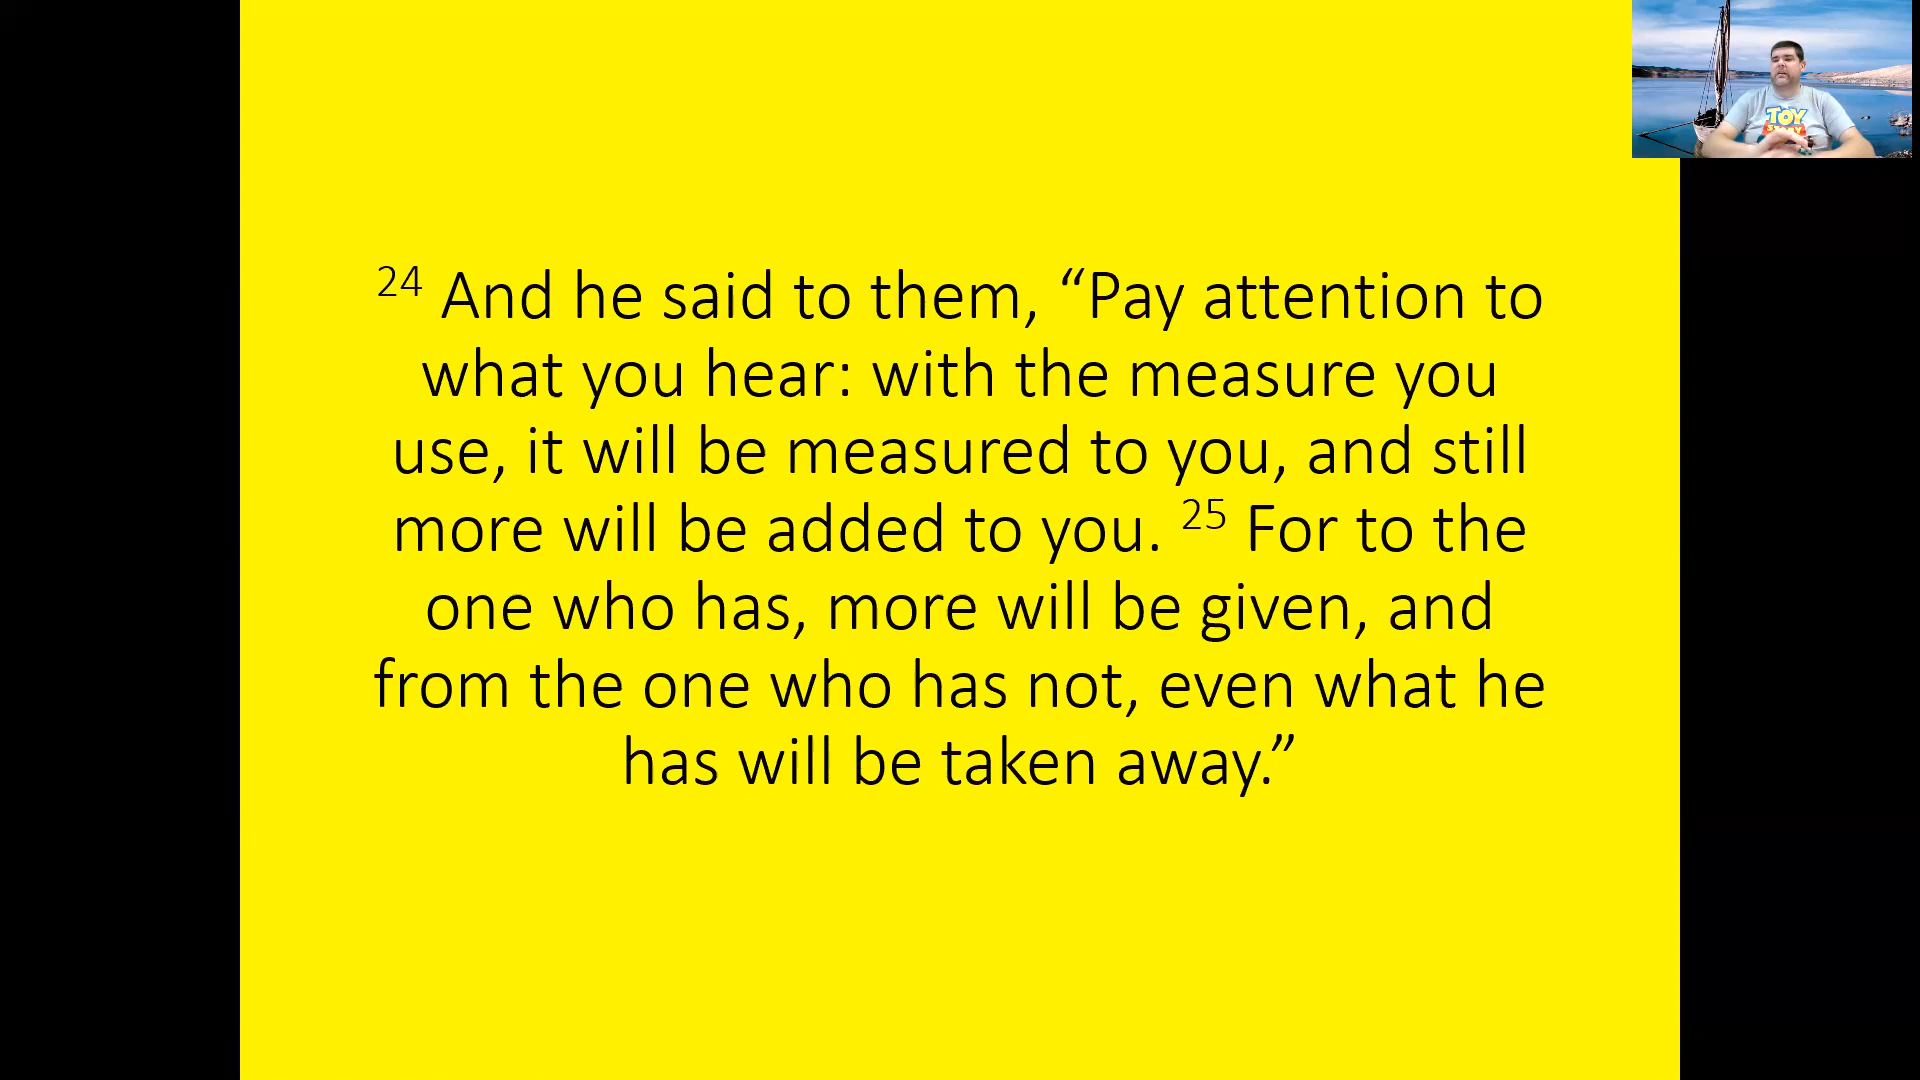 TOY
STORY
24 And he said to them, “Pay attention to
what you hear: with the measure you
use, it will be measured to you, and still
more will be added to you. 25 For to the
one who has, more will be given, and
from the one who has not, even what he
has will be taken away.”